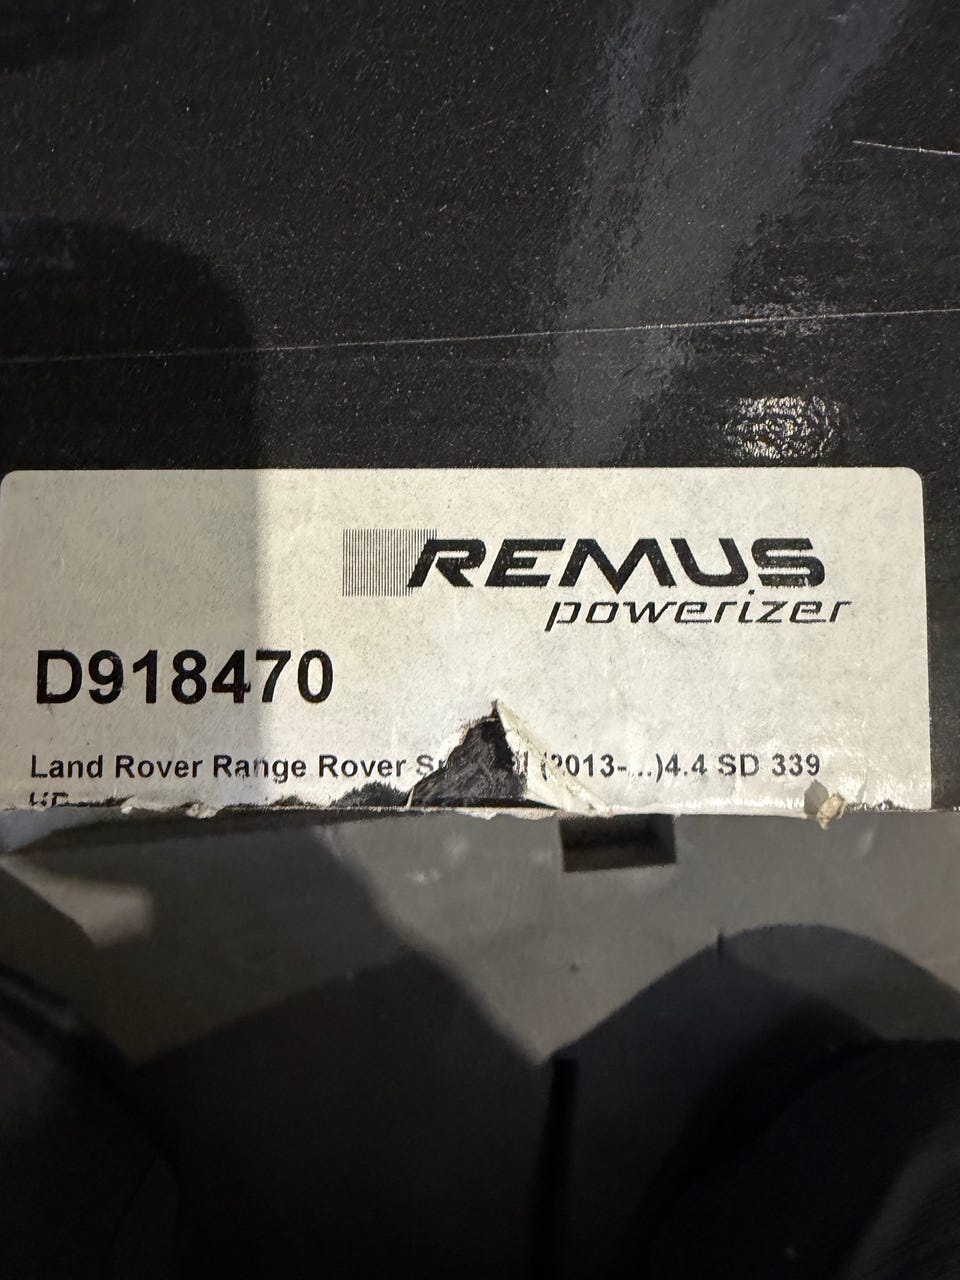 REMUS
powerizer
D918470
Land Rover Range Rover (2013-...)4.4 SD 339